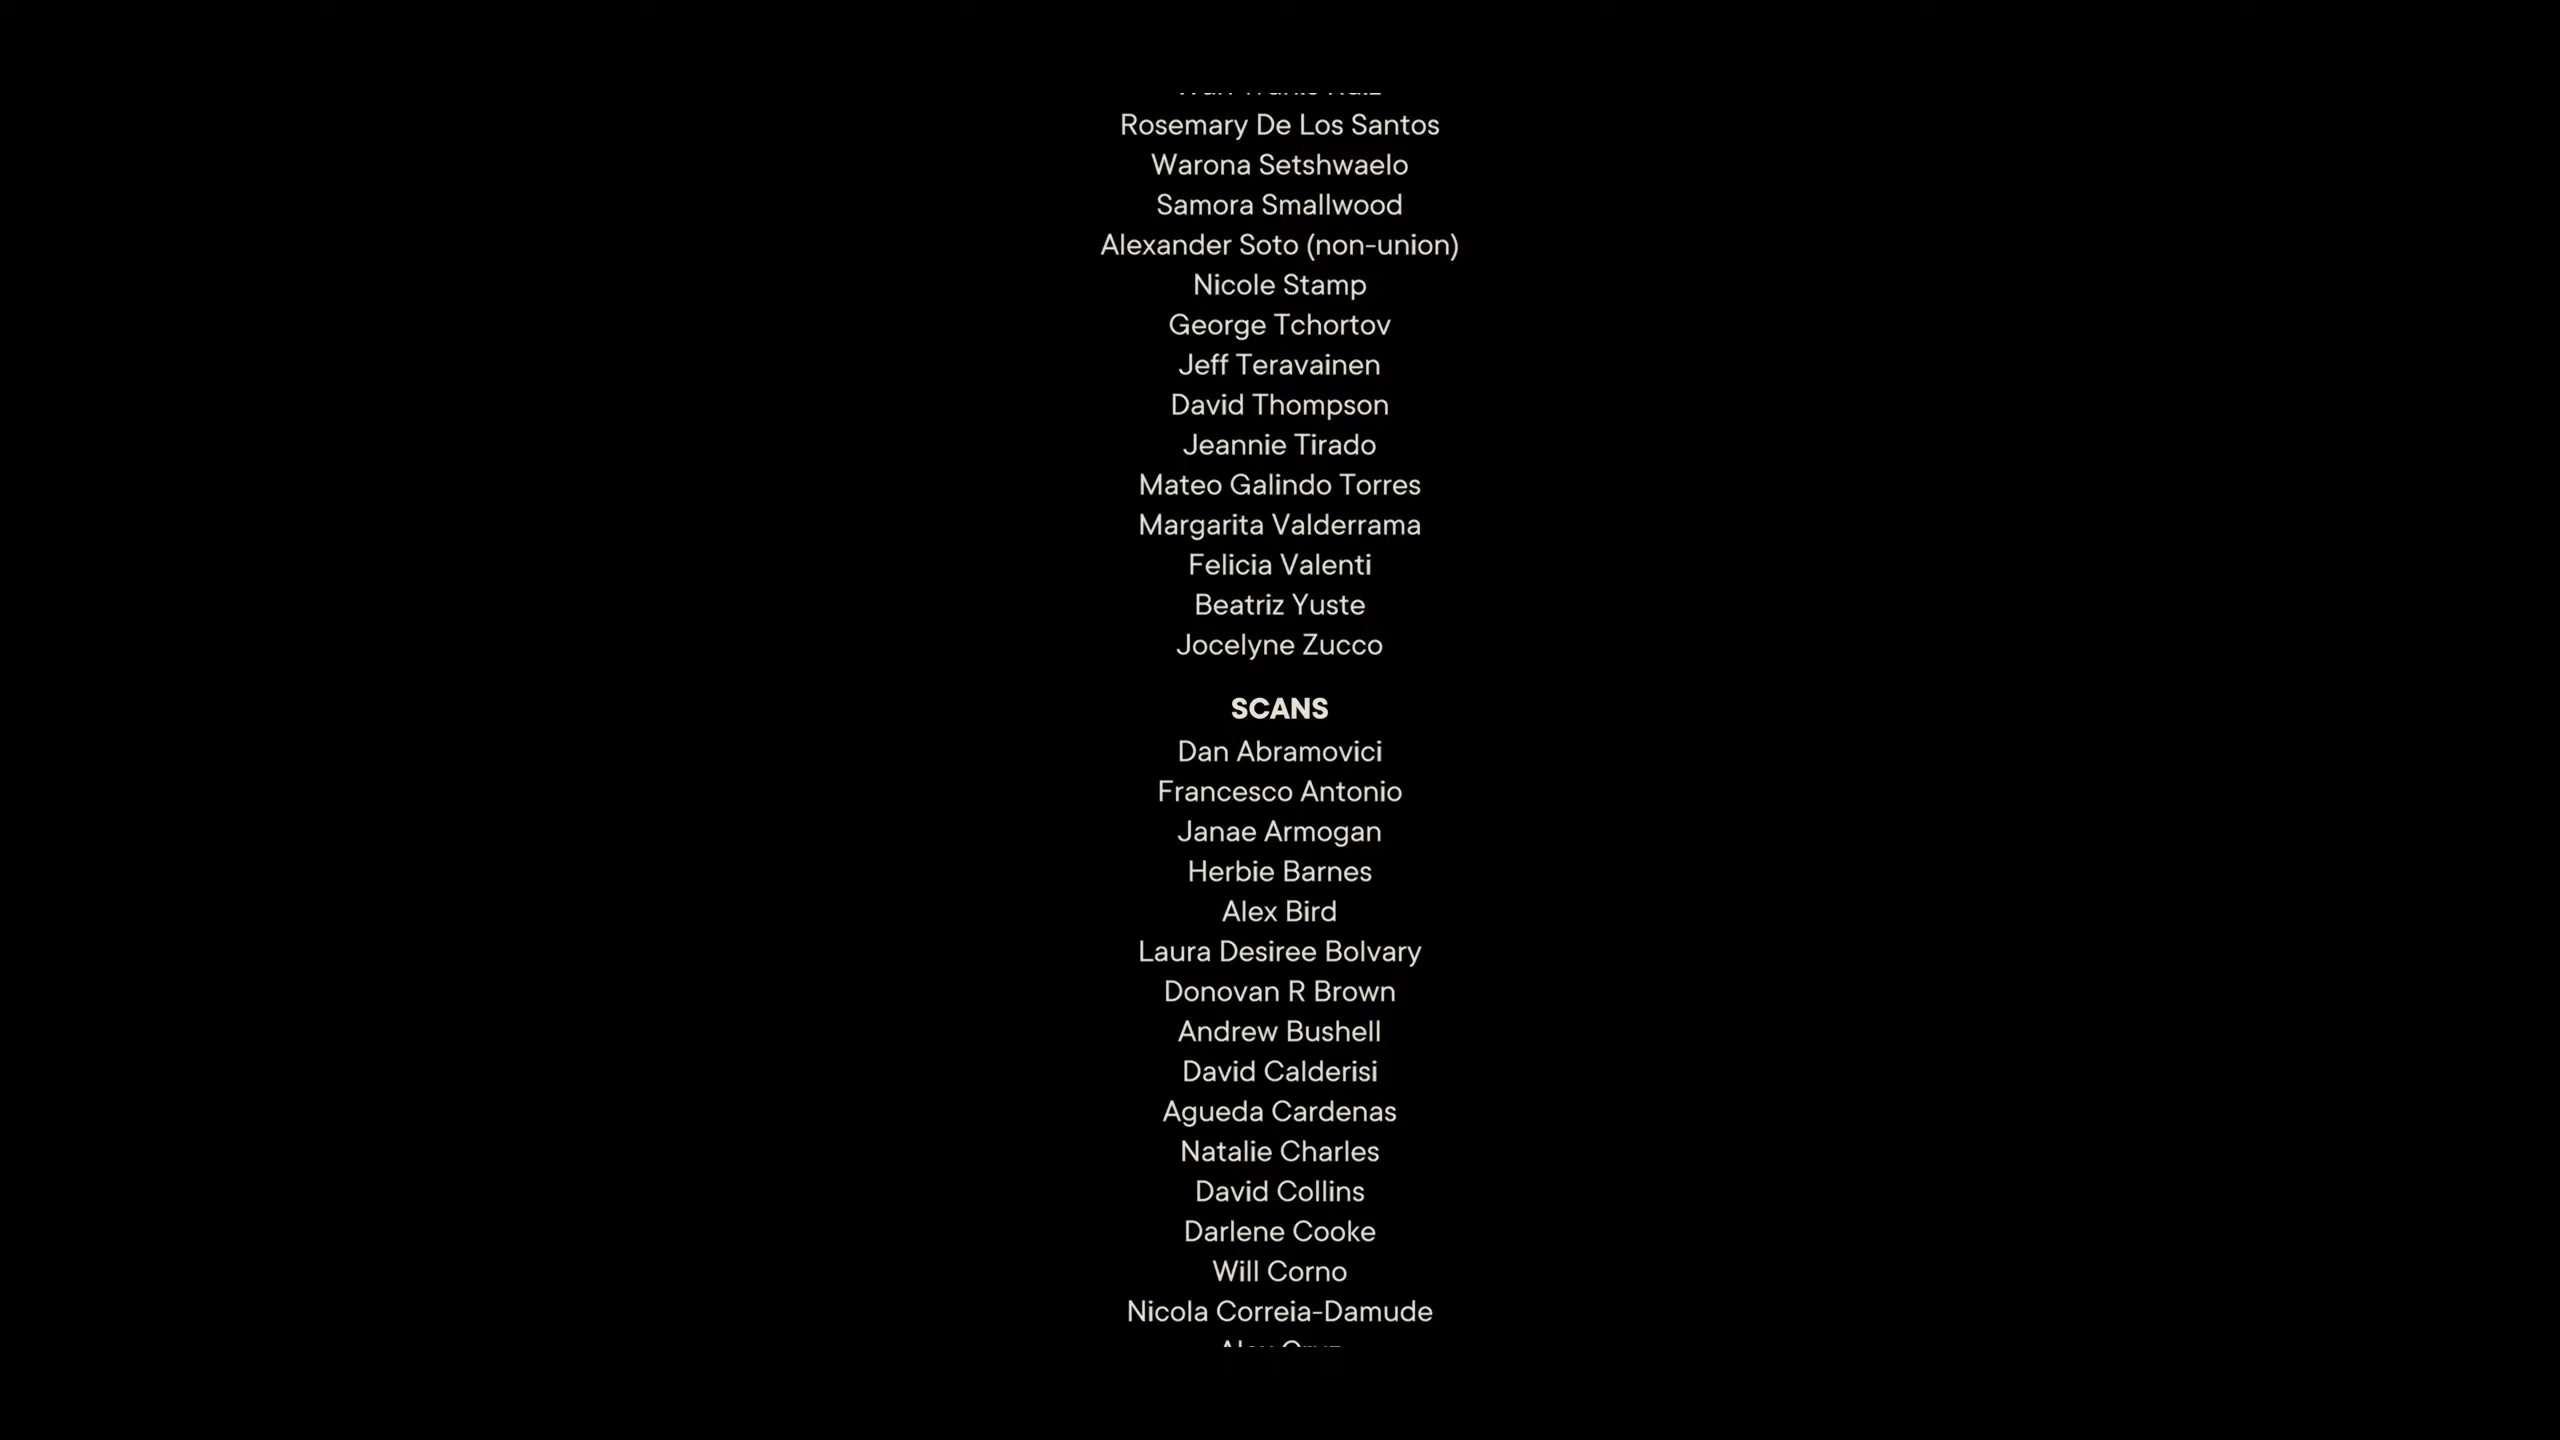 Rosemary De Los Santos
Warona Setshwaelo
Samora Smallwood
Alexander Soto (non-union)
Nicole Stamp
George Tchortov
Jeff Teravainen
David Thompson
Jeannie Tirado
Mateo Galindo Torres
Margarita Valderrama
Felicia Valenti
Beatriz Yuste
Jocelyne Zucco
SCANS
Dan Abramovici
Francesco Antonio
Janae Armogan
Herbie Barnes
Alex Bird
Laura Desiree Bolvary
Donovan R Brown
Andrew Bushell
David Calderisi
Agueda Cardenas
Natalie Charles
David Collins
Darlene Cooke
Will Corno
Nicola Correia-Damude